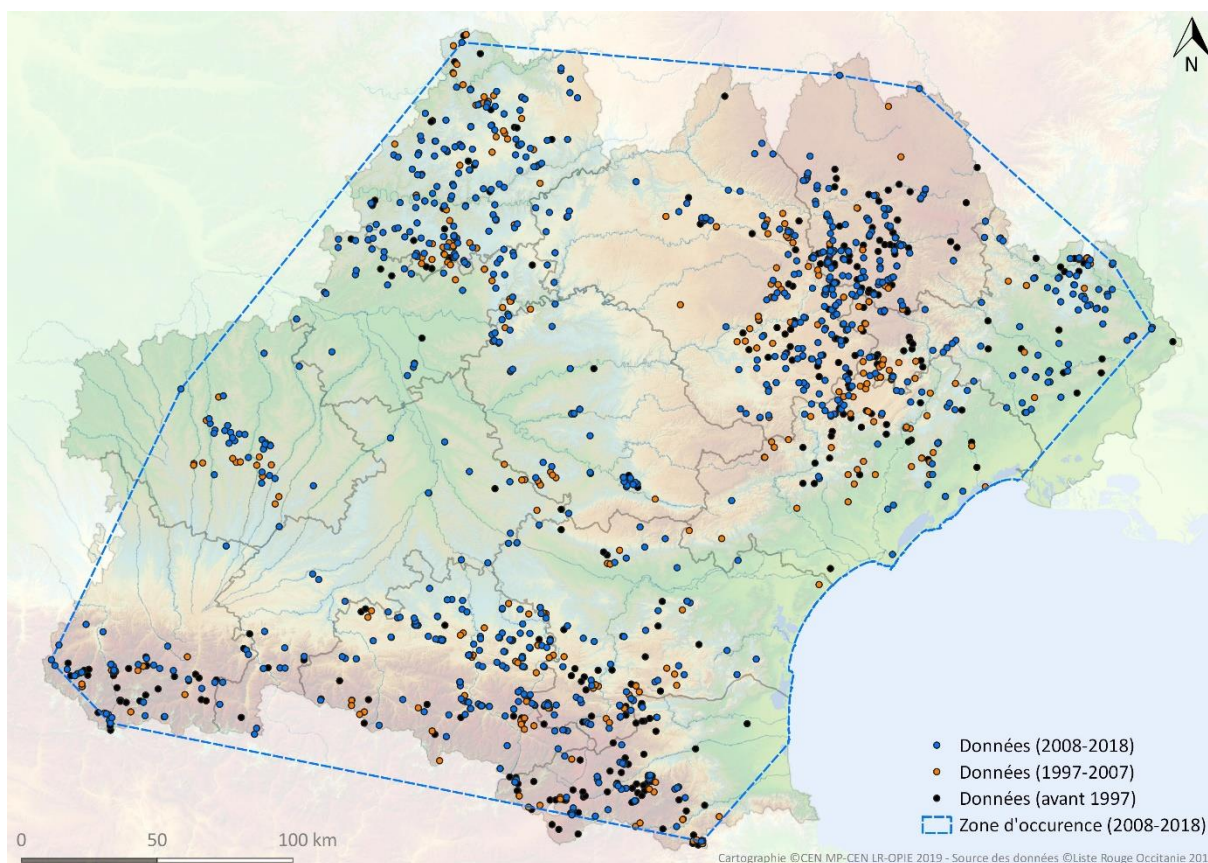 N
Données (2008-2018)
Données (1997-2007)
Données (avant 1997)
Zone d'occurence (2008-2018)
0 50 100 km
Cartographie ©CEN MP-CEN LR-OPIE 2019 - Source des données ©Liste Rouge Occitanie 201